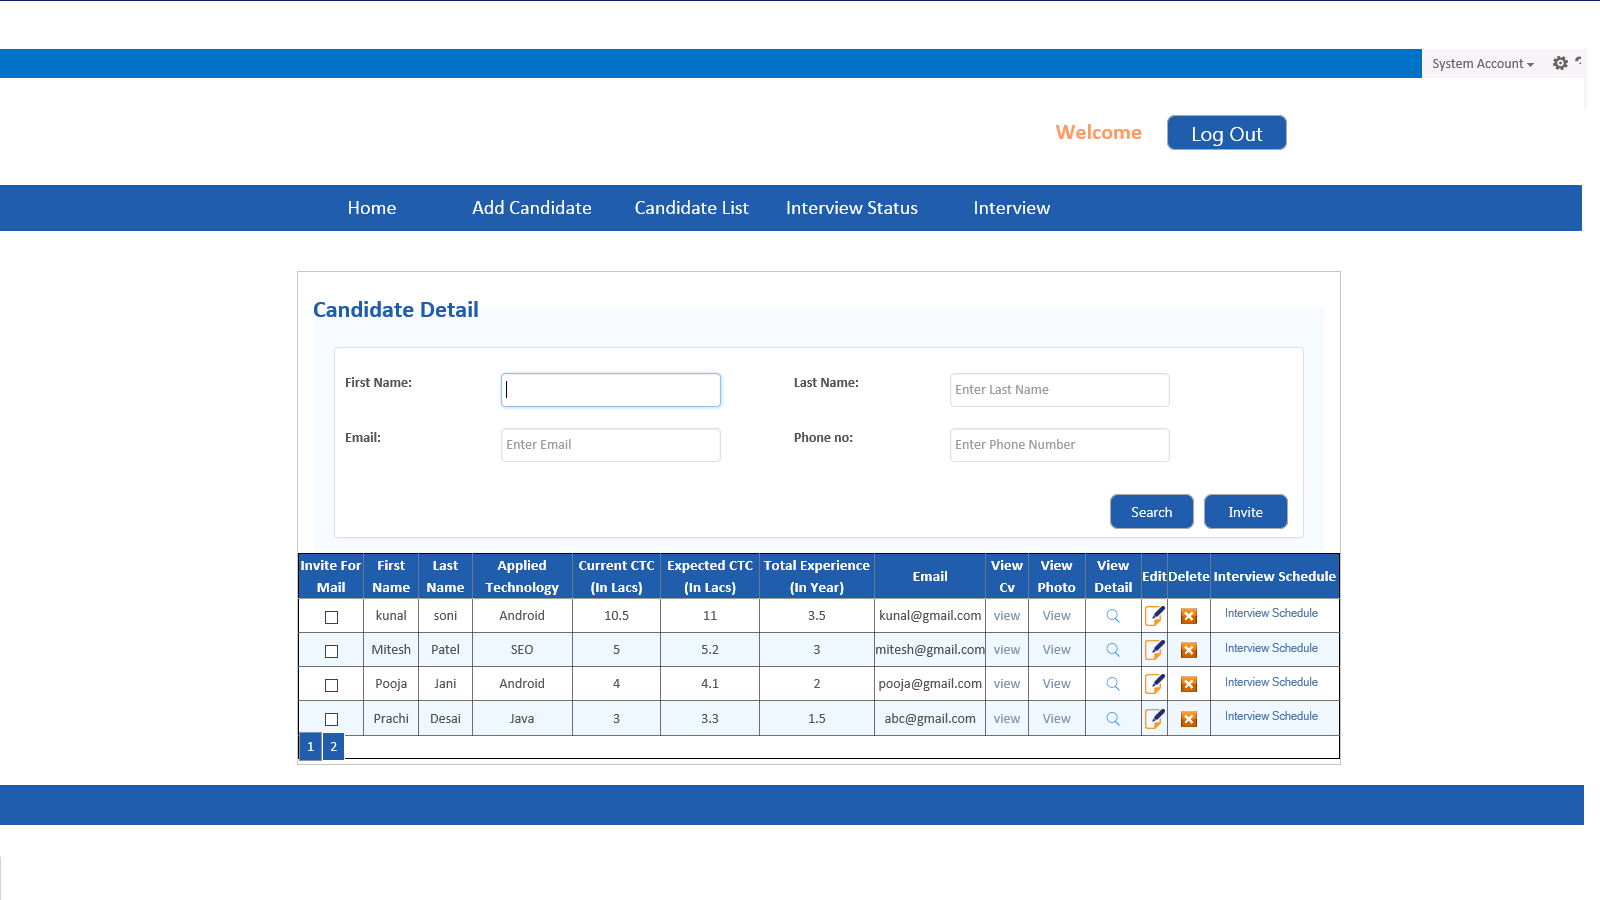 System Account
Welcome
Log Out
Home Add Candidate Candidate List Interview Status Interview
Candidate Detail
First Name:
Last Name: Enter Last Name
Email: Enter Email
Phone no: Enter Phone Number
Search Invite
Invite For Mail First Name Last Name Applied Technology Current CTC (In Lacs) Expected CTC (In Lacs) Total Experience (In Year) Email View Cv View Photo View Detail Edit Delete Interview Schedule
kunal soni Android 10.5 11 3.5 kunal@gmail.com view View Interview Schedule
Mitesh Patel SEO 5 5.2 3 mitesh@gmail.com view View Interview Schedule
Pooja Jani Android 4 4.1 2 pooja@gmail.com view View Interview Schedule
Prachi Desai Java 3 3.3 1.5 abc@gmail.com view View Interview Schedule
1 2